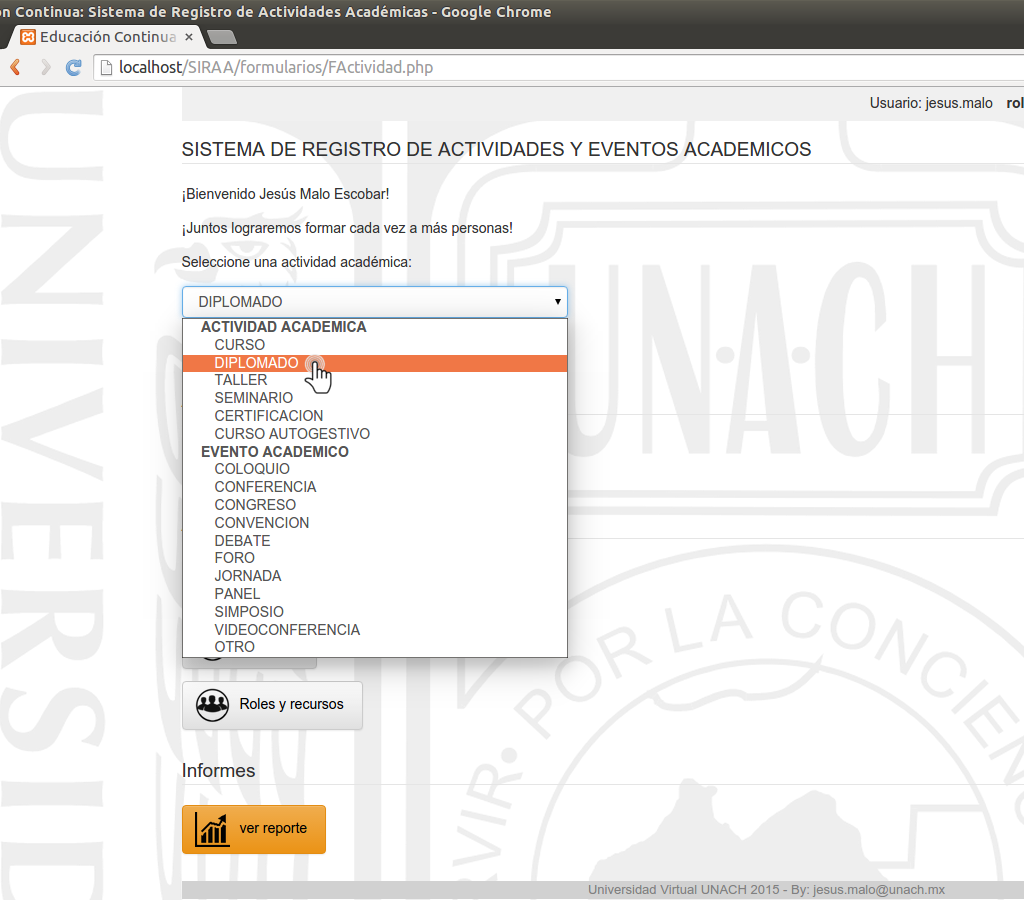 ón Continua: Sistema de Registro de Actividades Académicas - Google Chrome
Educación Continua
localhost/SIRAA/formularios/FActividad.php
Usuario: jesus.malo rol
SISTEMA DE REGISTRO DE ACTIVIDADES Y EVENTOS ACADEMICOS
¡Bienvenido Jesús Malo Escobar!
¡Juntos lograremos formar cada vez a más personas!
Seleccione una actividad académica:
DIPLOMADO
ACTIVIDAD ACADEMICA
CURSO
DIPLOMADO
TALLER
SEMINARIO
CERTIFICACION
CURSO AUTOGESTIVO
EVENTO ACADEMICO
COLOQUIO
CONFERENCIA
CONGRESO
CONVENCION
DEBATE
FORO
JORNADA
PANEL
SIMPOSIO
VIDEOCONFERENCIA
OTRO
Roles y recursos
Informes
ver reporte
Universidad Virtual UNACH 2015 - By: jesus.malo@unach.mx
UNIVERSID
UNACH
VIR • POR LA CONCIEN